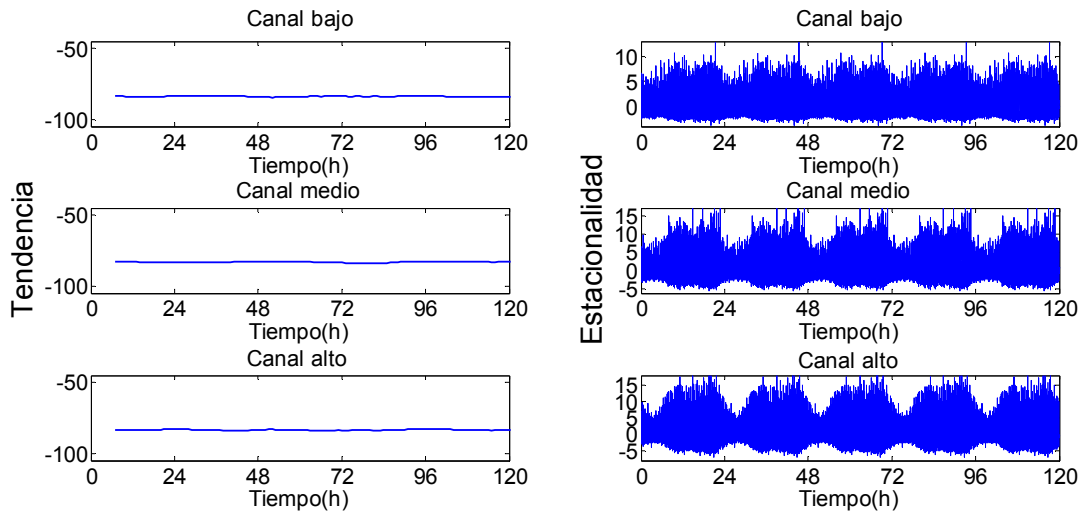 Canal bajo
-50
-100
0 24 48 72 96 120
Tiempo(h)
Canal medio
-50
-100
0 24 48 72 96 120
Tiempo(h)
Canal alto
-50
-100
0 24 48 72 96 120
Tiempo(h)
Tendencia
Canal bajo
10
5
0
0 24 48 72 96 120
Tiempo(h)
Canal medio
15
10
5
0
-5
0 24 48 72 96 120
Tiempo(h)
Canal alto
15
10
5
0
-5
0 24 48 72 96 120
Tiempo(h)
Estacionalidad